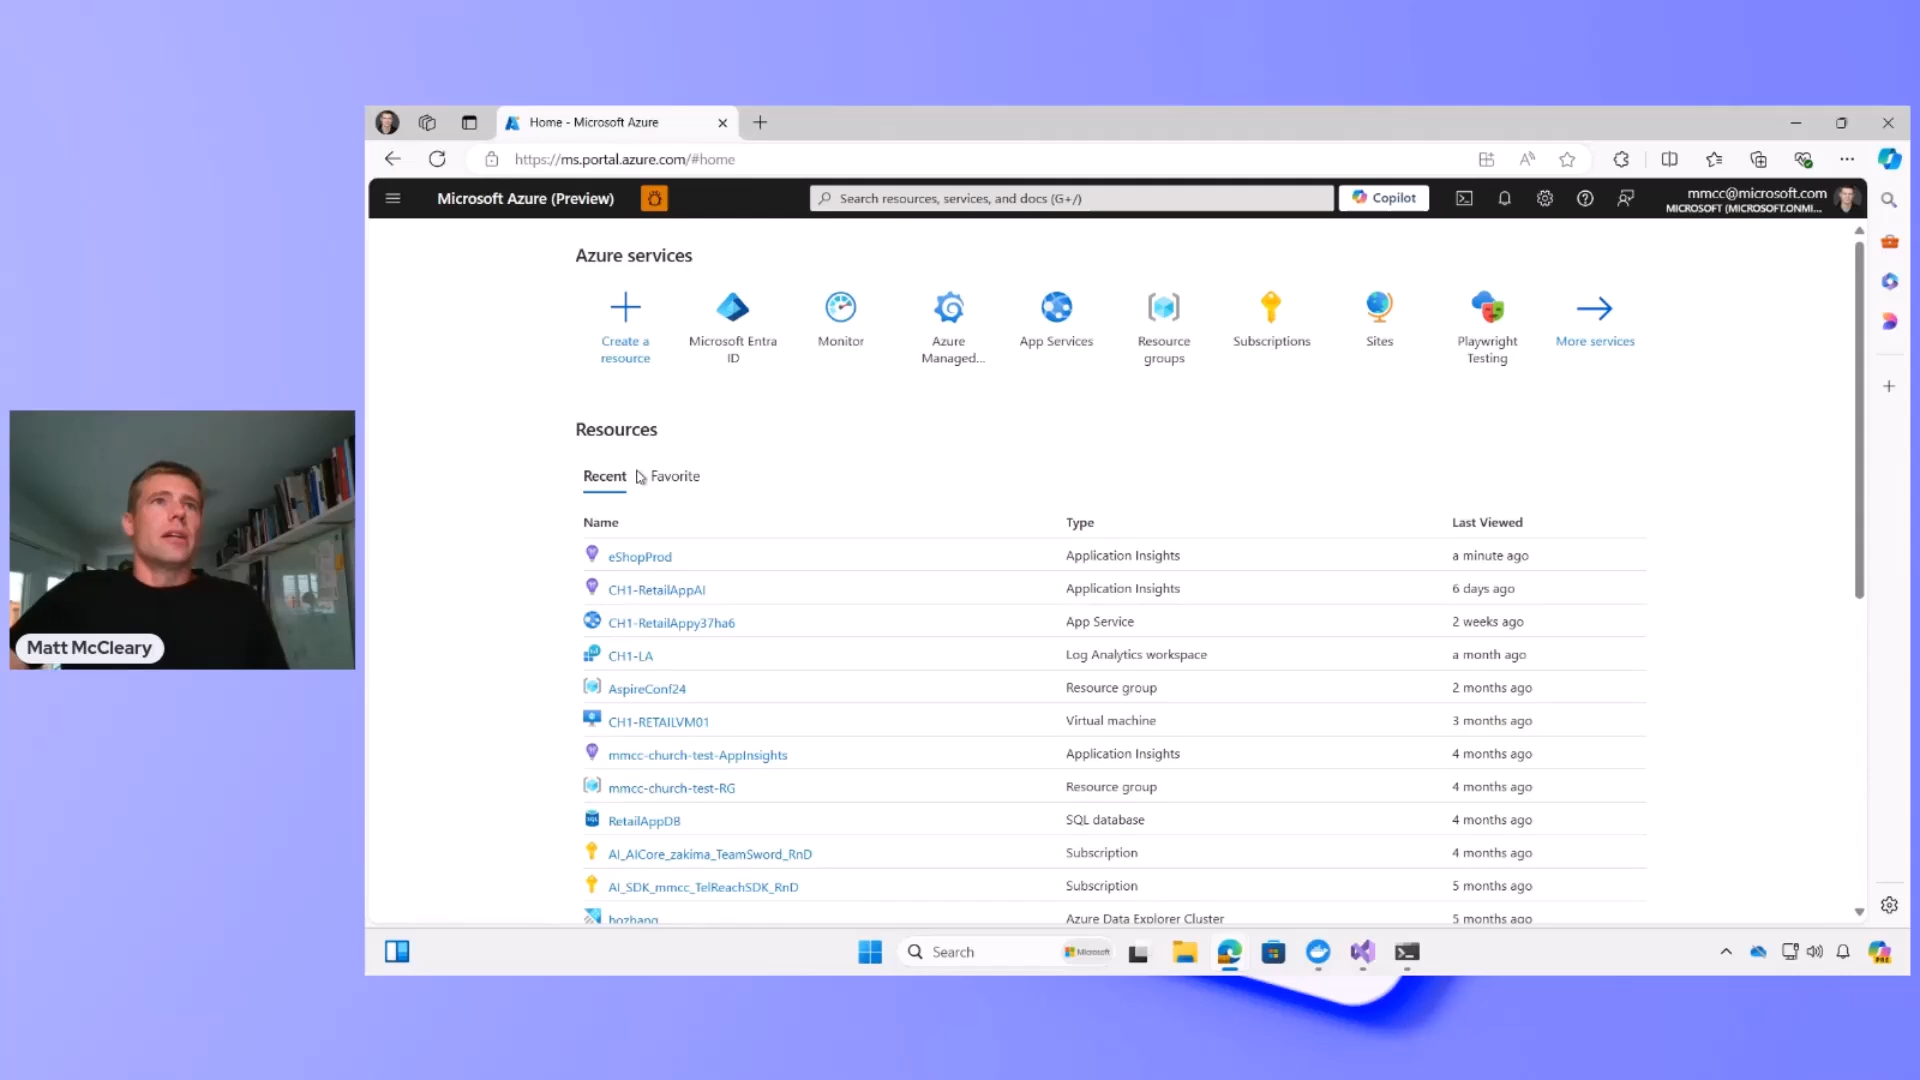 Home - Microsoft Azure
https://ms.portal.azure.com/#home
Microsoft Azure (Preview)
Search resources, services, and docs (G+/)
Copilot
mmcc@microsoft.com
MICROSOFT (MICROSOFT.ONMI...
Azure services
Create a resource
Microsoft Entra ID
Monitor
Azure Managed...
App Services
Resource groups
Subscriptions
Sites
Playwright Testing
More services
Resources
Recent
Favorite
Name Type Last Viewed
eShopProd Application Insights a minute ago
CH1-RetailAppAI Application Insights 6 days ago
CH1-RetailAppy37ha6 App Service 2 weeks ago
CH1-LA Log Analytics workspace a month ago
AspireConf24 Resource group 2 months ago
CH1-RETAILVM01 Virtual machine 3 months ago
mmcc-church-test-AppInsights Application Insights 4 months ago
mmcc-church-test-RG Resource group 4 months ago
RetailAppDB SQL database 4 months ago
AI_AICore_zakima_TeamSword_RnD Subscription 4 months ago
AI_SDK_mmcc_TelReachSDK_RnD Subscription 5 months ago
bozhang Azure Data Explorer Cluster 5 months ago
Matt McCleary
Search
Microsoft